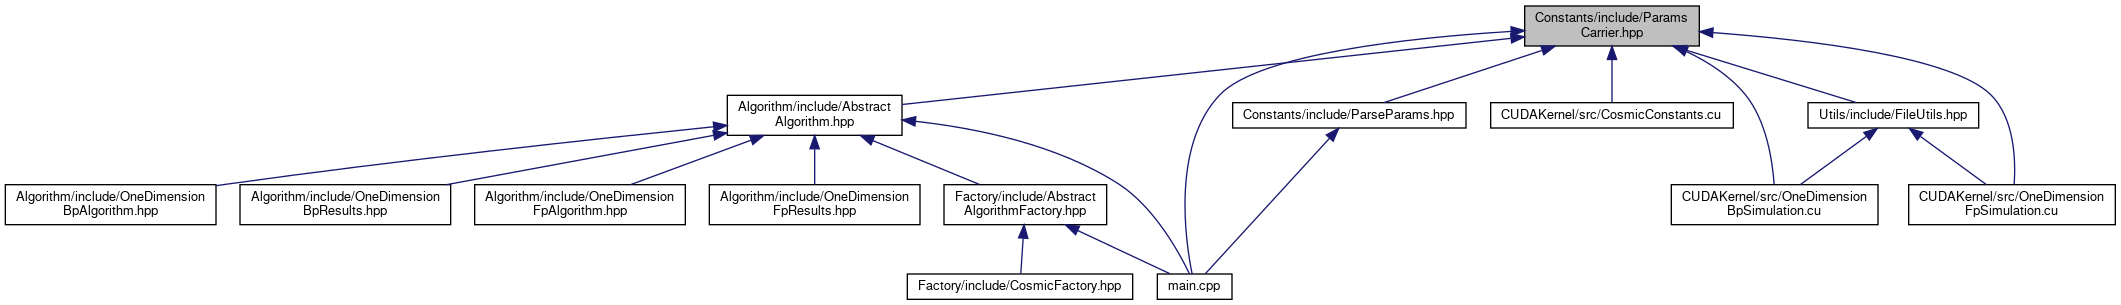 Constants/include/Params
Carrier.hpp
Algorithm/include/Abstract
Algorithm.hpp
Constants/include/ParseParams.hpp
CUDAKernel/src/CosmicConstants.cu
Utils/include/FileUtils.hpp
Algorithm/include/OneDimension
BpAlgorithm.hpp
Algorithm/include/OneDimension
BpResults.hpp
Algorithm/include/OneDimension
FpAlgorithm.hpp
Algorithm/include/OneDimension
FpResults.hpp
Factory/include/Abstract
AlgorithmFactory.hpp
CUDAKernel/src/OneDimension
BpSimulation.cu
CUDAKernel/src/OneDimension
FpSimulation.cu
Factory/include/CosmicFactory.hpp
main.cpp